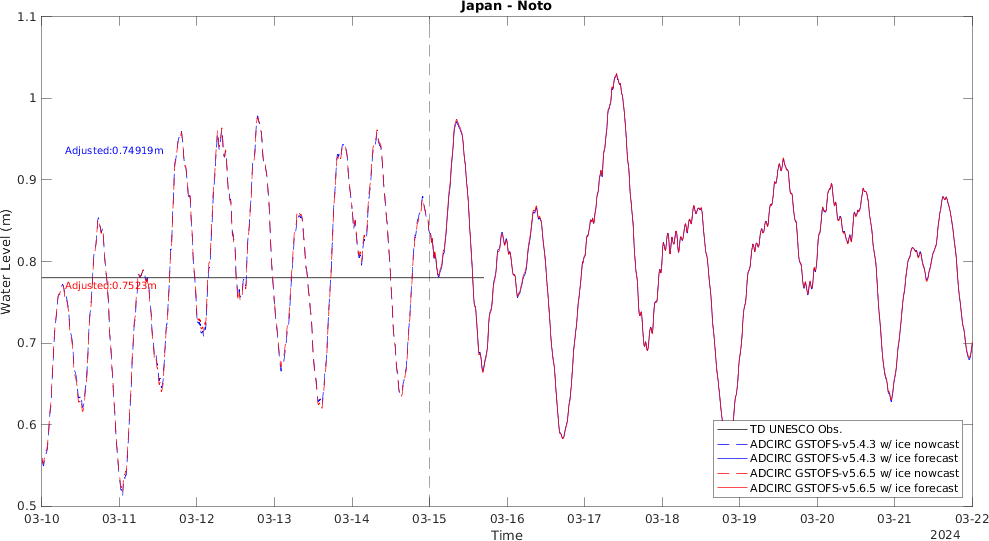 Japan - Noto
1.1
1
0.9
0.8
0.7
0.6
0.5
Water Level (m)
Adjusted:0.74919m
Adjusted:0.7523m
TD UNESCO Obs.
ADCIRC GSTOFS-v5.4.3 w/ ice nowcast
ADCIRC GSTOFS-v5.4.3 w/ ice forecast
ADCIRC GSTOFS-v5.6.5 w/ ice nowcast
ADCIRC GSTOFS-v5.6.5 w/ ice forecast
03-10 03-11 03-12 03-13 03-14 03-15 03-16 03-17 03-18 03-19 03-20 03-21 03-22
Time
2024